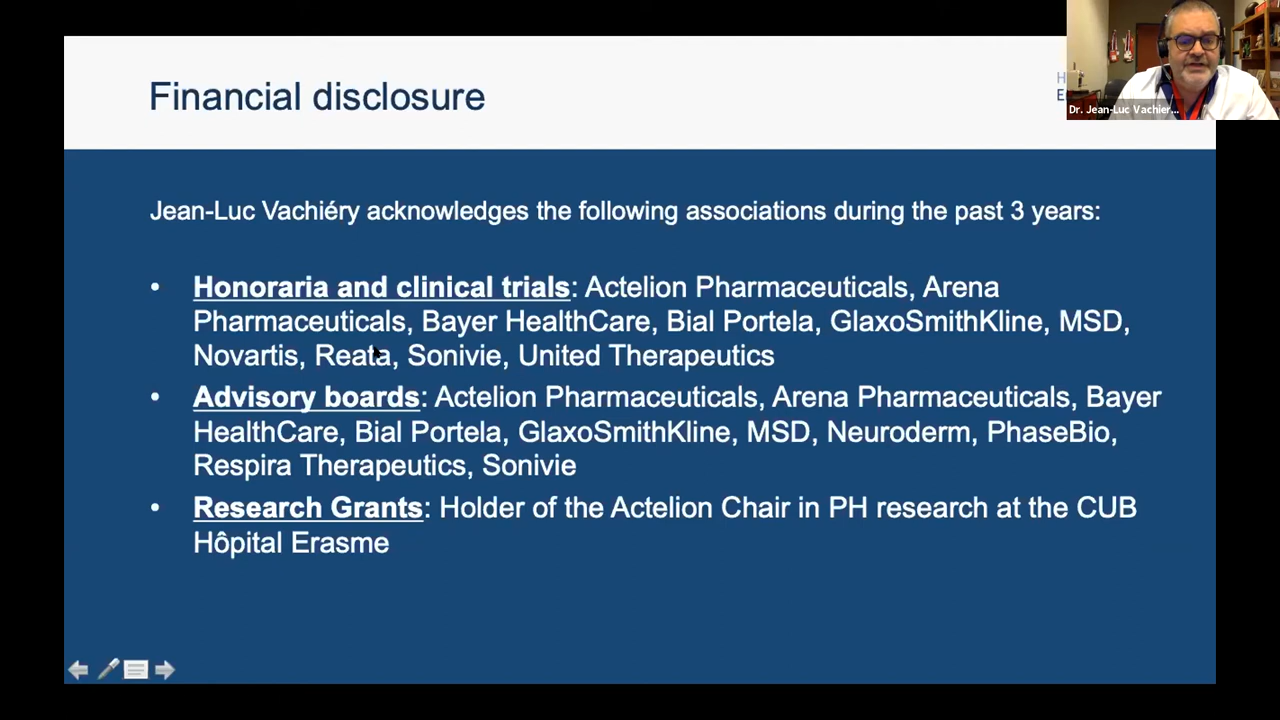 Financial disclosure
H
E
Dr. Jean-Luc Vachier...
Jean-Luc Vachiéry acknowledges the following associations during the past 3 years:
• Honoraria and clinical trials: Actelion Pharmaceuticals, Arena
Pharmaceuticals, Bayer HealthCare, Bial Portela, GlaxoSmithKline, MSD,
Novartis, Reata, Sonivie, United Therapeutics
• Advisory boards: Actelion Pharmaceuticals, Arena Pharmaceuticals, Bayer
HealthCare, Bial Portela, GlaxoSmithKline, MSD, Neuroderm, PhaseBio,
Respira Therapeutics, Sonivie
• Research Grants: Holder of the Actelion Chair in PH research at the CUB
Hôpital Erasme